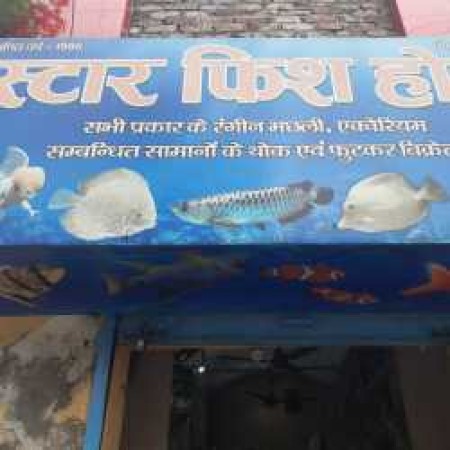 स्टार फिश हो
सभी प्रकार के रंगीन मछली, एकोरियम
सम्बन्धित सामानों के थोक एवं फुटकर विक्रे